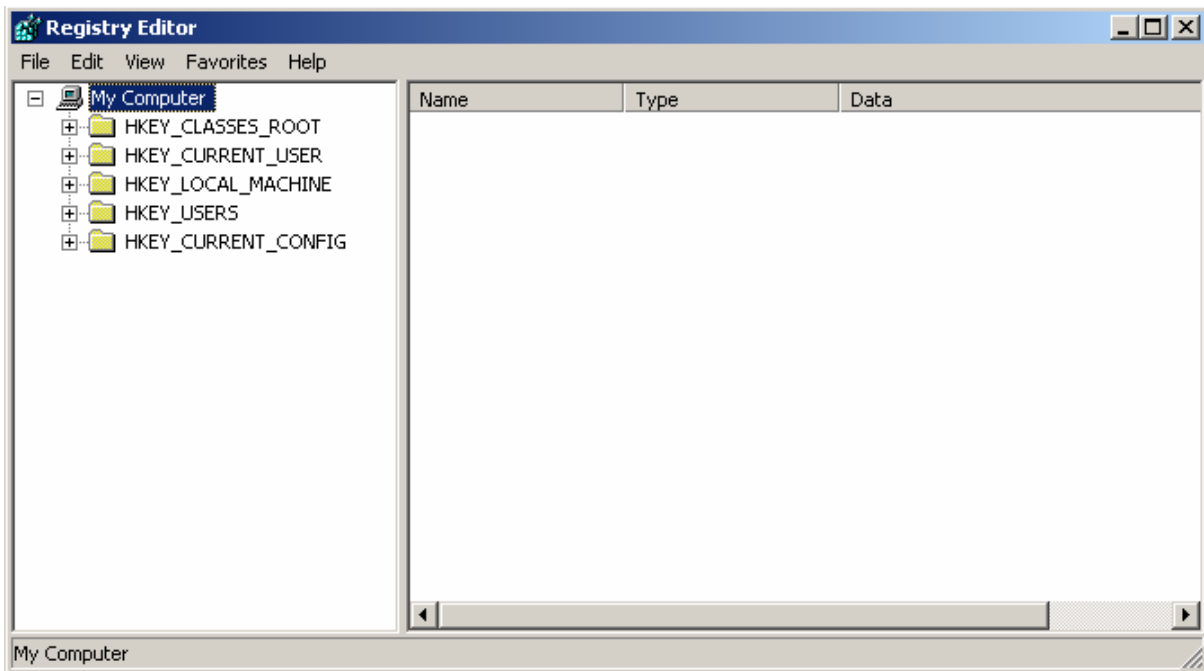 Registry Editor
File Edit View Favorites Help
My Computer
HKEY_CLASSES_ROOT
HKEY_CURRENT_USER
HKEY_LOCAL_MACHINE
HKEY_USERS
HKEY_CURRENT_CONFIG
Name Type Data
My Computer